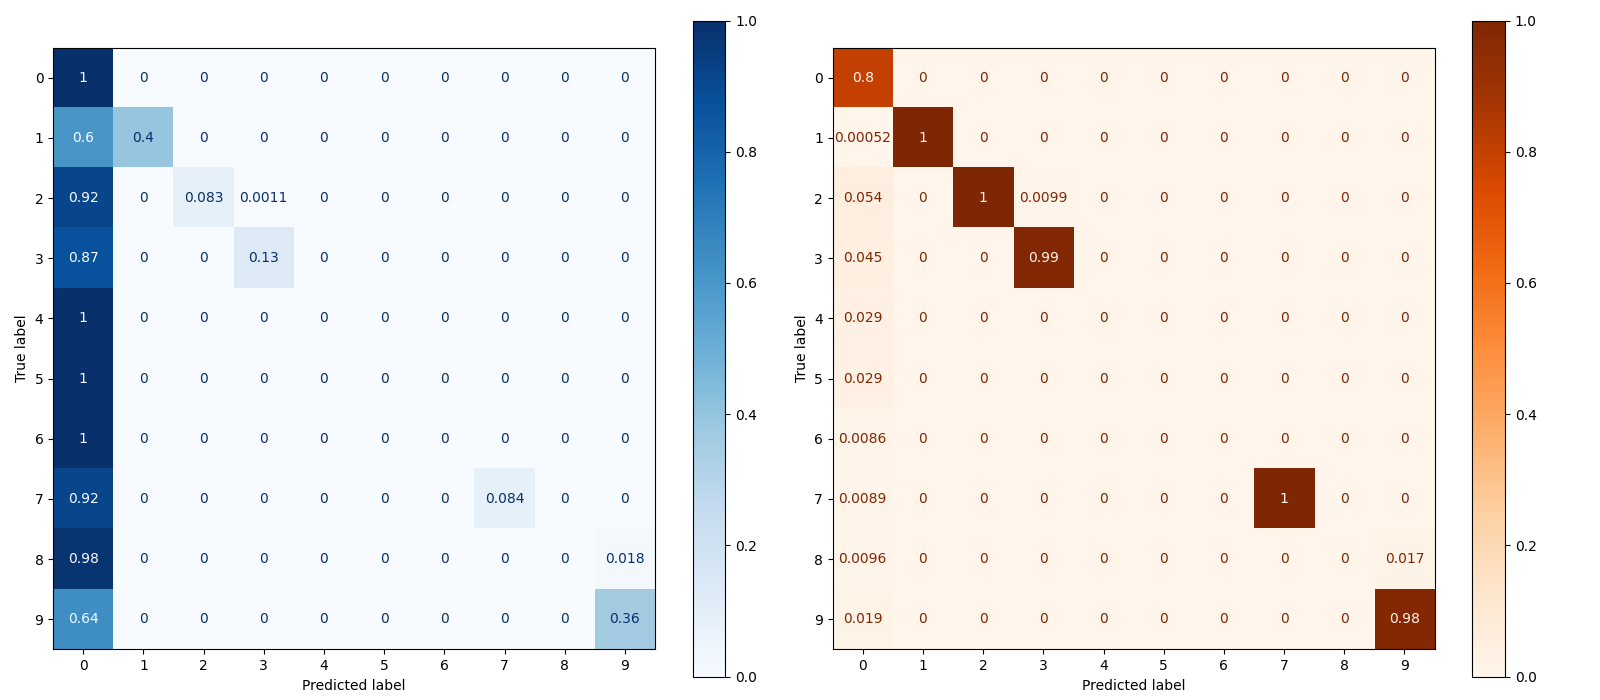 0 1 0 0 0 0 0 0 0 0 0
1 0.6 0.4 0 0 0 0 0 0 0 0
2 0.92 0 0.083 0.0011 0 0 0 0 0 0
3 0.87 0 0 0.13 0 0 0 0 0 0
4 1 0 0 0 0 0 0 0 0 0
5 1 0 0 0 0 0 0 0 0 0
6 1 0 0 0 0 0 0 0 0 0
7 0.92 0 0 0 0 0 0 0.084 0 0
8 0.98 0 0 0 0 0 0 0 0 0.018
9 0.64 0 0 0 0 0 0 0 0 0.36
0 1 2 3 4 5 6 7 8 9
Predicted label
True label
1.0
0.8
0.6
0.4
0.2
0.0
0 0.8 0 0 0 0 0 0 0 0 0
1 0.00052 1 0 0 0 0 0 0 0 0
2 0.054 0 1 0.0099 0 0 0 0 0 0
3 0.045 0 0 0.99 0 0 0 0 0 0
4 0.029 0 0 0 0 0 0 0 0 0
5 0.029 0 0 0 0 0 0 0 0 0
6 0.0086 0 0 0 0 0 0 0 0 0
7 0.0089 0 0 0 0 0 0 1 0 0
8 0.0096 0 0 0 0 0 0 0 0 0.017
9 0.019 0 0 0 0 0 0 0 0 0.98
0 1 2 3 4 5 6 7 8 9
Predicted label
True label
1.0
0.8
0.6
0.4
0.2
0.0